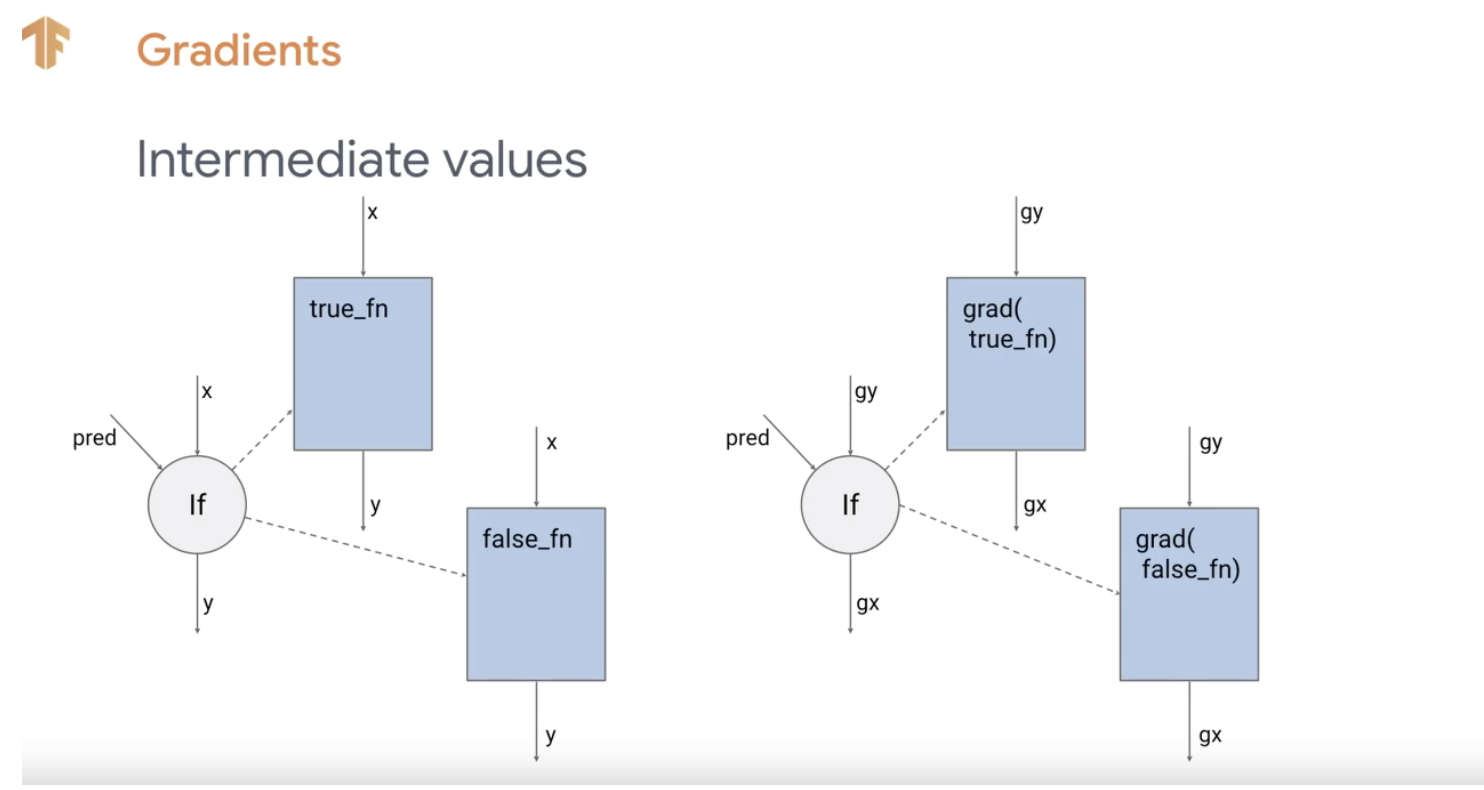 Gradients
Intermediate values
x
true_fn
x
pred
If
y
x
false_fn
y
y
gy
grad(
true_fn)
gy
pred
If
gx
gy
grad(
false_fn)
gx
gx